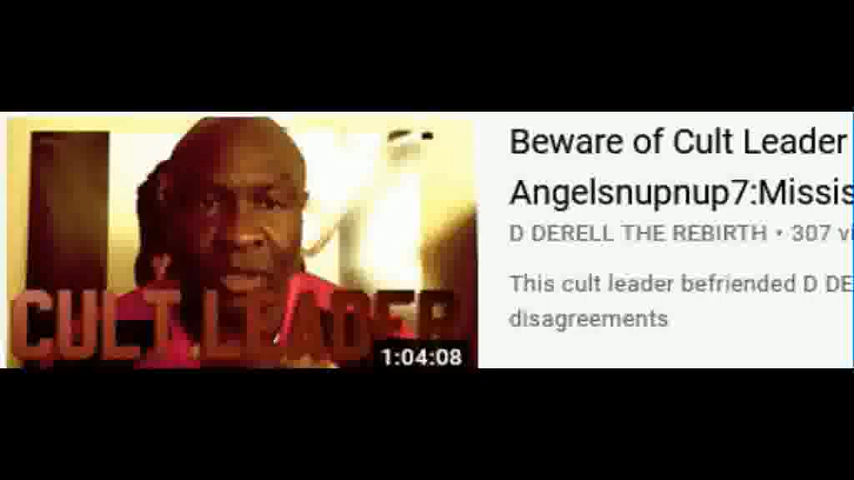 CULT LEADER
1:04:08
Beware of Cult Leader
Angelsnupnup7:Missis
D DERELL THE REBIRTH • 307 vi
This cult leader befriended D DE
disagreements